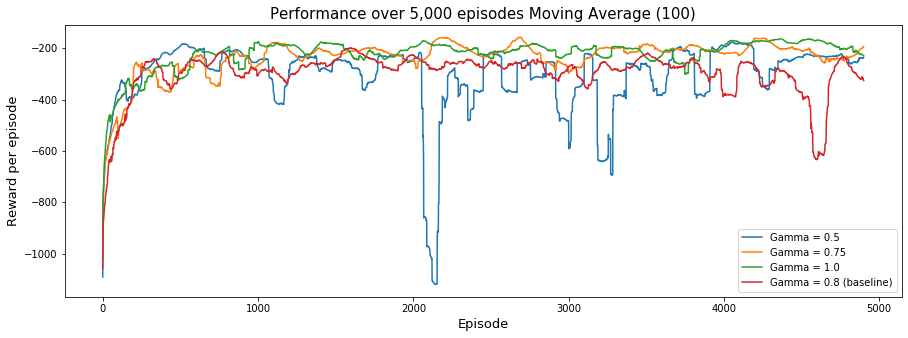 Performance over 5,000 episodes Moving Average (100)
Reward per episode
−200
−400
−600
−800
−1000
0
1000
2000
3000
4000
5000
Episode
Gamma = 0.5
Gamma = 0.75
Gamma = 1.0
Gamma = 0.8 (baseline)